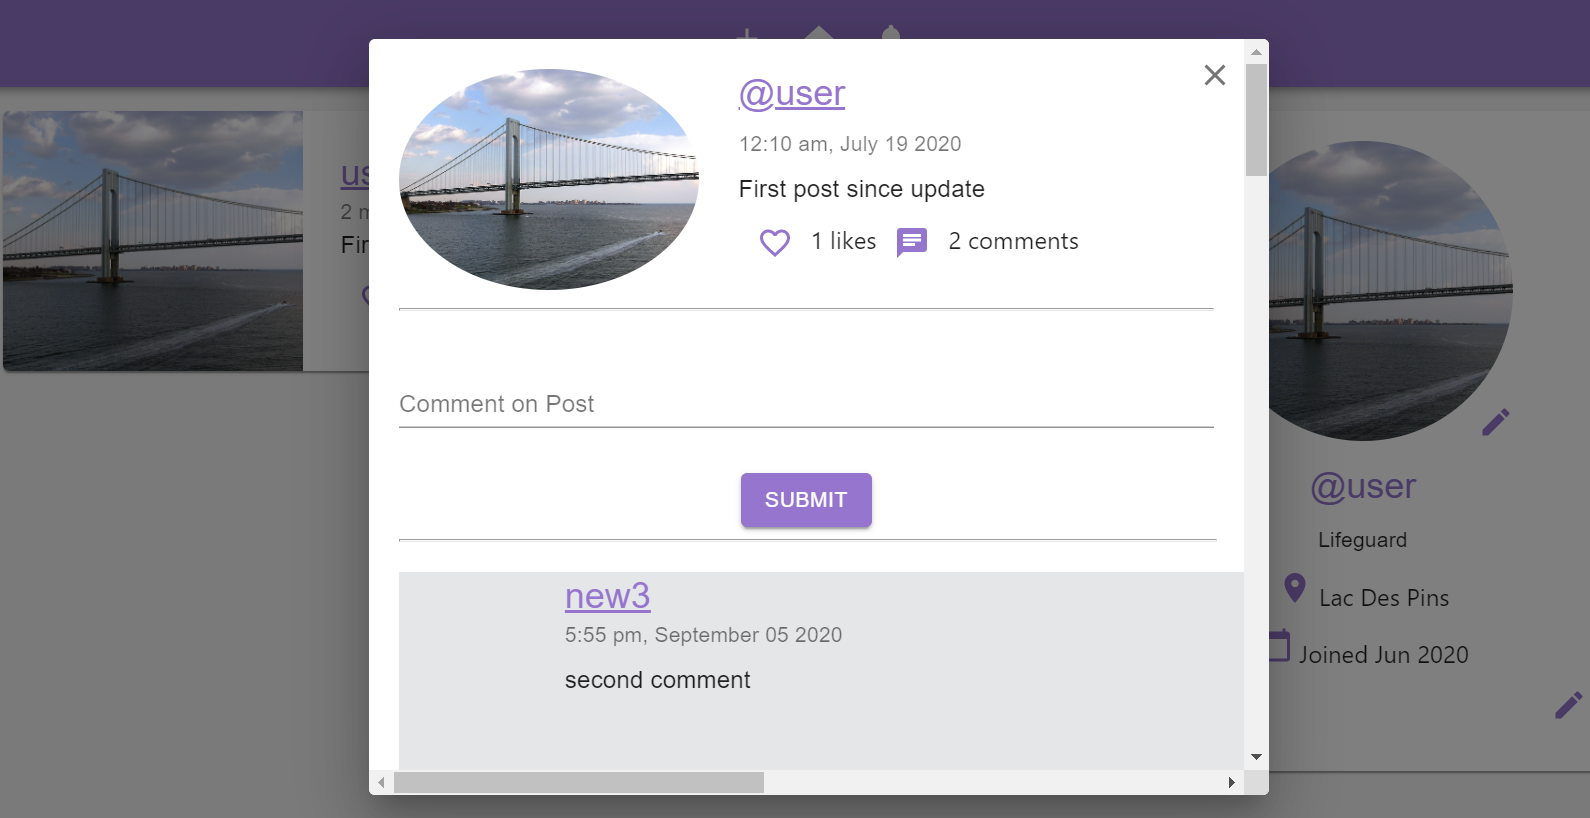 @user
12:10 am, July 19 2020
First post since update
1 likes 2 comments
Comment on Post
SUBMIT
new3
5:55 pm, September 05 2020
second comment
us
2 m
Fir
@user
Lifeguard
Lac Des Pins
Joined Jun 2020